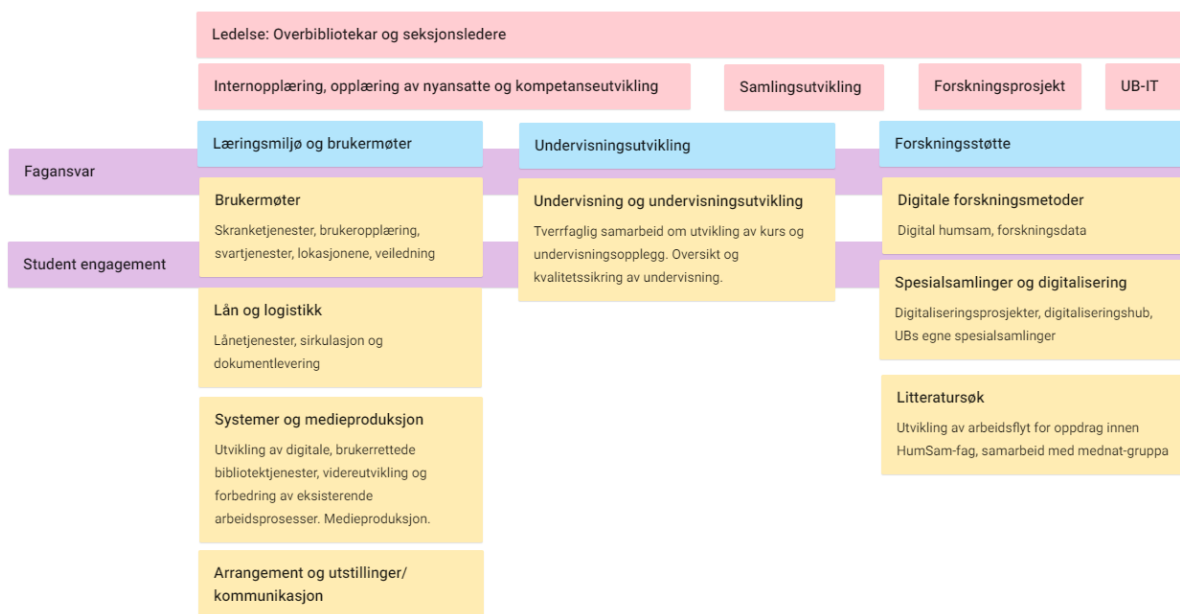 Ledelse: Overbibliotekar og seksjonsledere
Internopplæring, opplæring av nyansatte og kompetanseutvikling
Samlingsutvikling
Forskningsprosjekt
UB-IT
Læringsmiljø og brukermøter
Undervisningsutvikling
Forskningsstøtte
Fagansvar
Student engagement
Brukermøter
Skranketjenester, brukeropplæring,
svartjenester, lokasjonene, veiledning
Lån og logistikk
Lånetjenester, sirkulasjon og
dokumentlevering
Systemer og medieproduksjon
Utvikling av digitale, brukerrettede
bibliotektjenester, videreutvikling og
forbedring av eksisterende
arbeidsprosesser. Medieproduksjon.
Arrangement og utstillinger/
kommunikasjon
Undervisning og undervisningsutvikling
Tverrfaglig samarbeid om utvikling av kurs og
undervisningsopplegg. Oversikt og
kvalitetssikring av undervisning.
Digitale forskningsmetoder
Digital humsam, forskningsdata
Spesialsamlinger og digitalisering
Digitaliseringsprosjekter, digitaliseringshub,
UBs egne spesialsamlinger
Litteratursøk
Utvikling av arbeidsflyt for oppdrag innen
HumSam-fag, samarbeid med mednat-gruppa